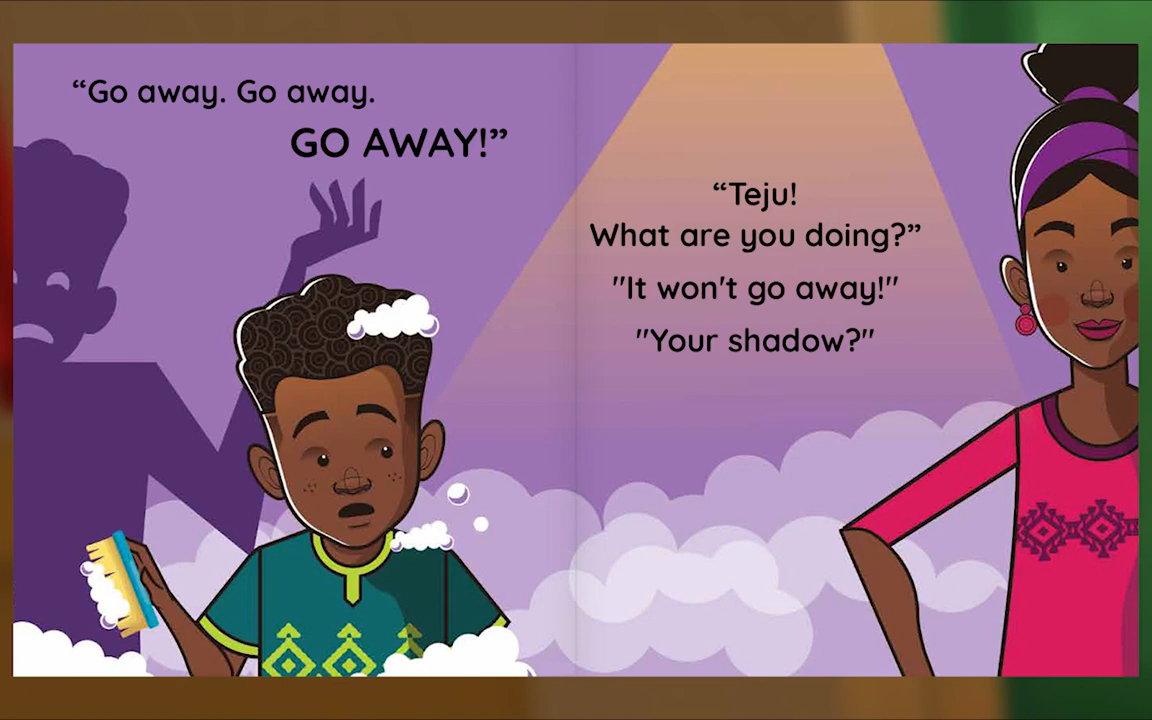 “Go away. Go away.
GO AWAY!”
“Teju!
What are you doing?”
"It won't go away!"
"Your shadow?"